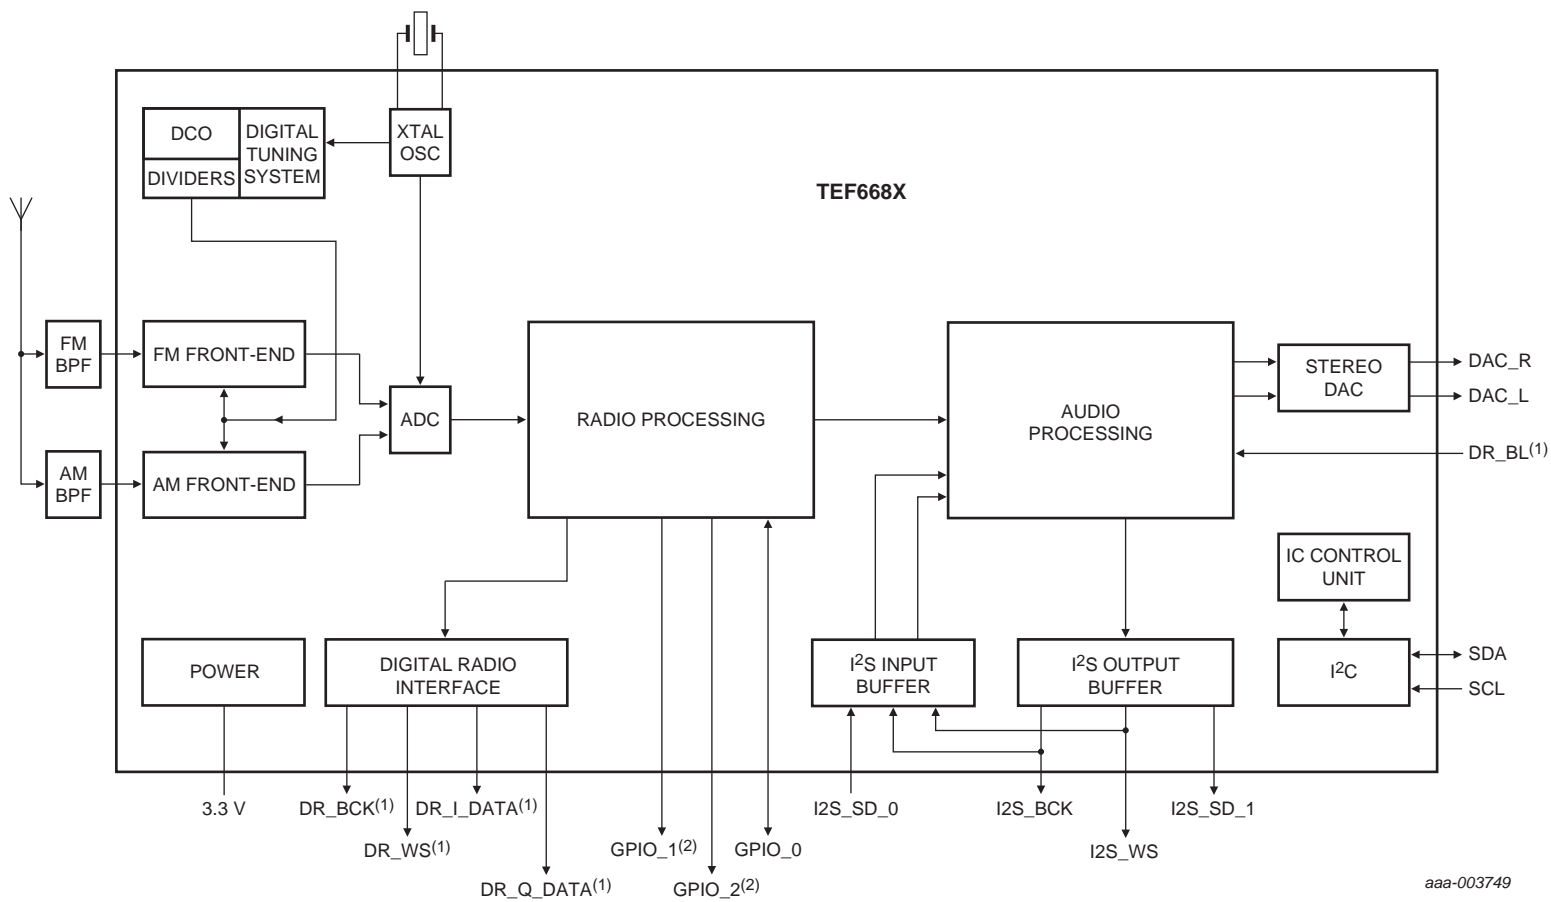 DCO
DIVIDERS
DIGITAL
TUNING
SYSTEM
XTAL
OSC
TEF668X
FM
BPF
FM FRONT-END
AM
BPF
AM FRONT-END
ADC
RADIO PROCESSING
AUDIO
PROCESSING
STEREO
DAC
DAC_R
DAC_L
DR_BL(1)
IC CONTROL
UNIT
POWER
DIGITAL RADIO
INTERFACE
I2S INPUT
BUFFER
I2S OUTPUT
BUFFER
I2C
SDA
SCL
3.3 V
DR_BCK(1)
DR_I_DATA(1)
DR_WS(1)
DR_Q_DATA(1)
GPIO_1(2)
GPIO_0
GPIO_2(2)
I2S_SD_0
I2S_BCK
I2S_SD_1
I2S_WS
aaa-003749